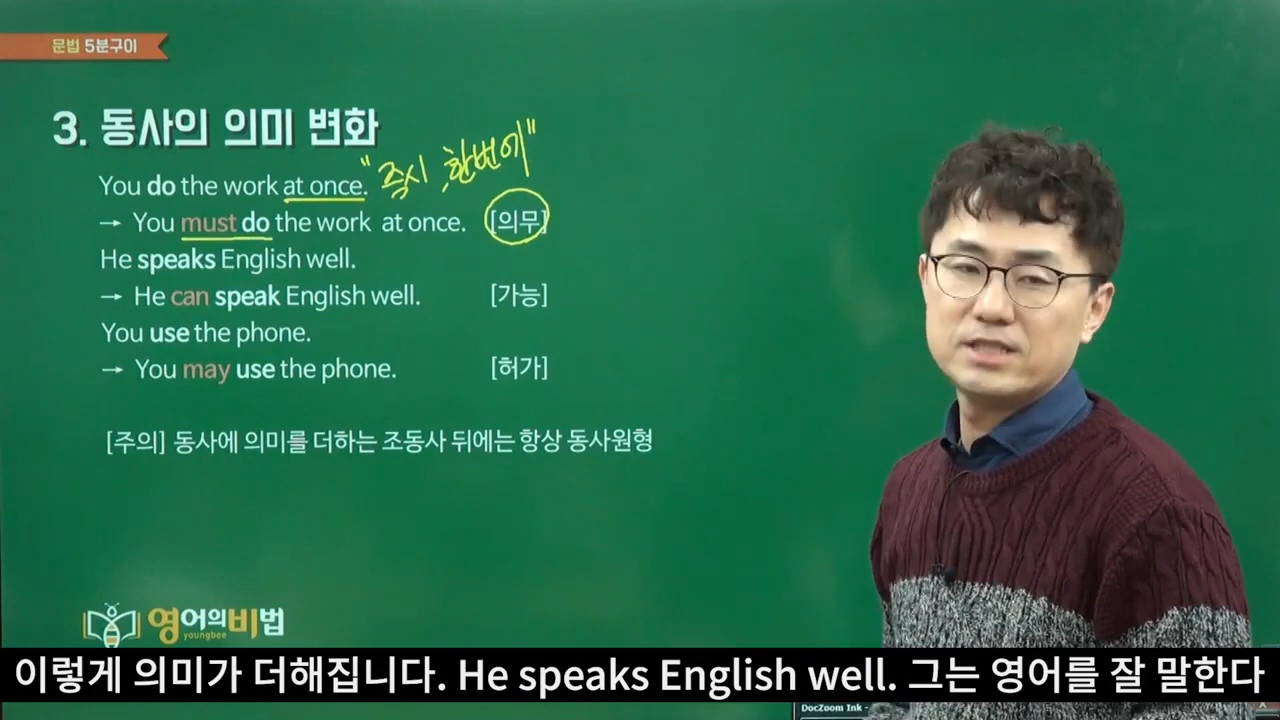 문법 5분구이
3. 동사의 의미 변화
"즉시, 한번에"
You do the work at once.
→ You must do the work at once. [의무]
He speaks English well.
→ He can speak English well. [가능]
You use the phone.
→ You may use the phone. [허가]
[주의] 동사에 의미를 더하는 조동사 뒤에는 항상 동사원형
영어의비법
youngbee
이렇게 의미가 더해집니다. He speaks English well. 그는 영어를 잘 말한다
DocZoom Ink -